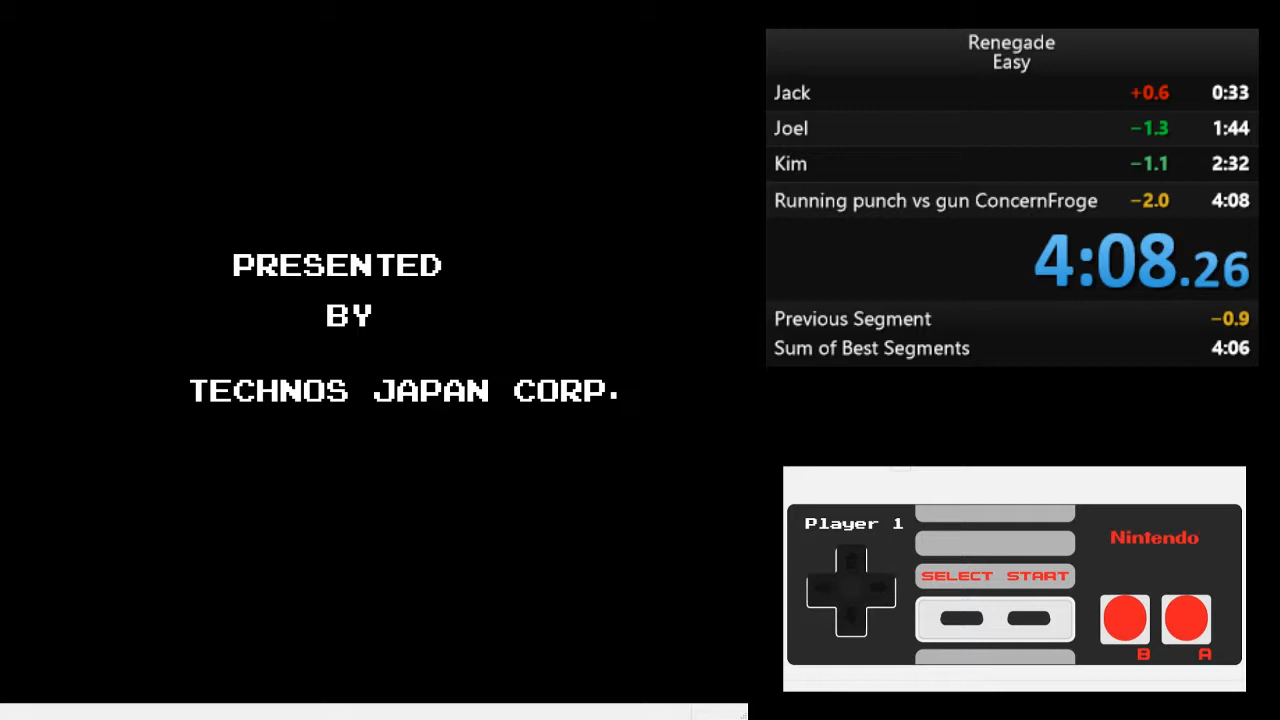 PRESENTED
BY
TECHNOS JAPAN CORP.
Renegade
Easy
Jack +0.6 0:33
Joel −1.3 1:44
Kim −1.1 2:32
Running punch vs gun ConcernFroge −2.0 4:08
4:08.26
Previous Segment −0.9
Sum of Best Segments 4:06
Player 1
Nintendo
SELECT START
B A